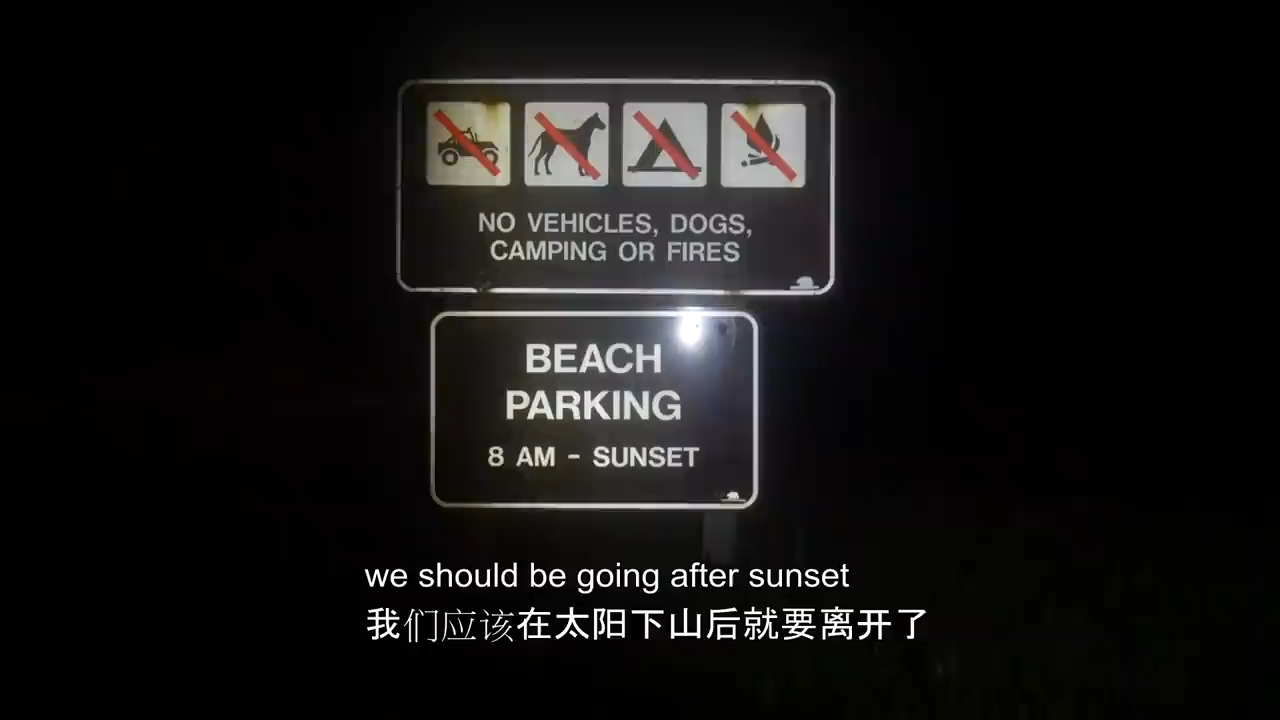 NO VEHICLES, DOGS,
CAMPING OR FIRES
BEACH
PARKING
8 AM - SUNSET
we should be going after sunset
我们应该在太阳下山后就要离开了